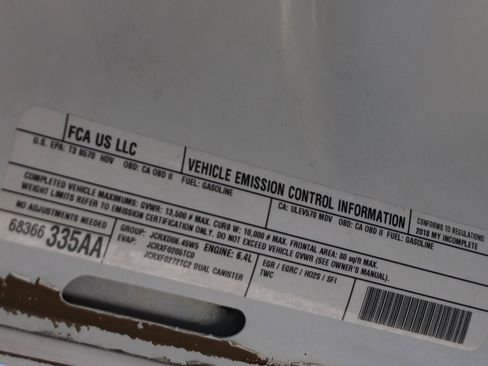 FCA US LLC
VEHICLE EMISSION CONTROL INFORMATION
CONFORMS TO REGULATIONS:
U.S. EPA: T3 B570 HDV OBD: CA OBD II FUEL: GASOLINE
CA: ULEV570 MDV OBD: CA OBD II FUEL: GASOLINE
2018 MY INCOMPLETE
COMPLETED VEHICLE MAXIMUMS: GVWR: 13,500 # MAX. CURB W: 10,000 # MAX. FRONTAL AREA: 80 sq/ft MAX.
WEIGHT LIMITS REFER TO EMISSION CERTIFICATION ONLY. DO NOT EXCEED VEHICLE GVWR (SEE OWNER'S MANUAL).
NO ADJUSTMENTS NEEDED
68366 335AA
GROUP: JCRXD06.45W5 ENGINE: 6.4L
EVAP: JCRXF0205TC0
JCRXF0272TC2 DUAL CANISTER
EGR / EGRC / HO2S / SFI
TWC